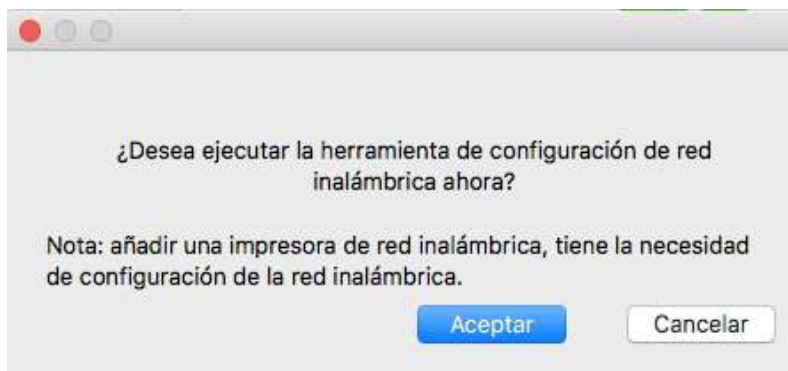 ¿Desea ejecutar la herramienta de configuración de red
inalámbrica ahora?
Nota: añadir una impresora de red inalámbrica, tiene la necesidad
de configuración de la red inalámbrica.
Aceptar
Cancelar